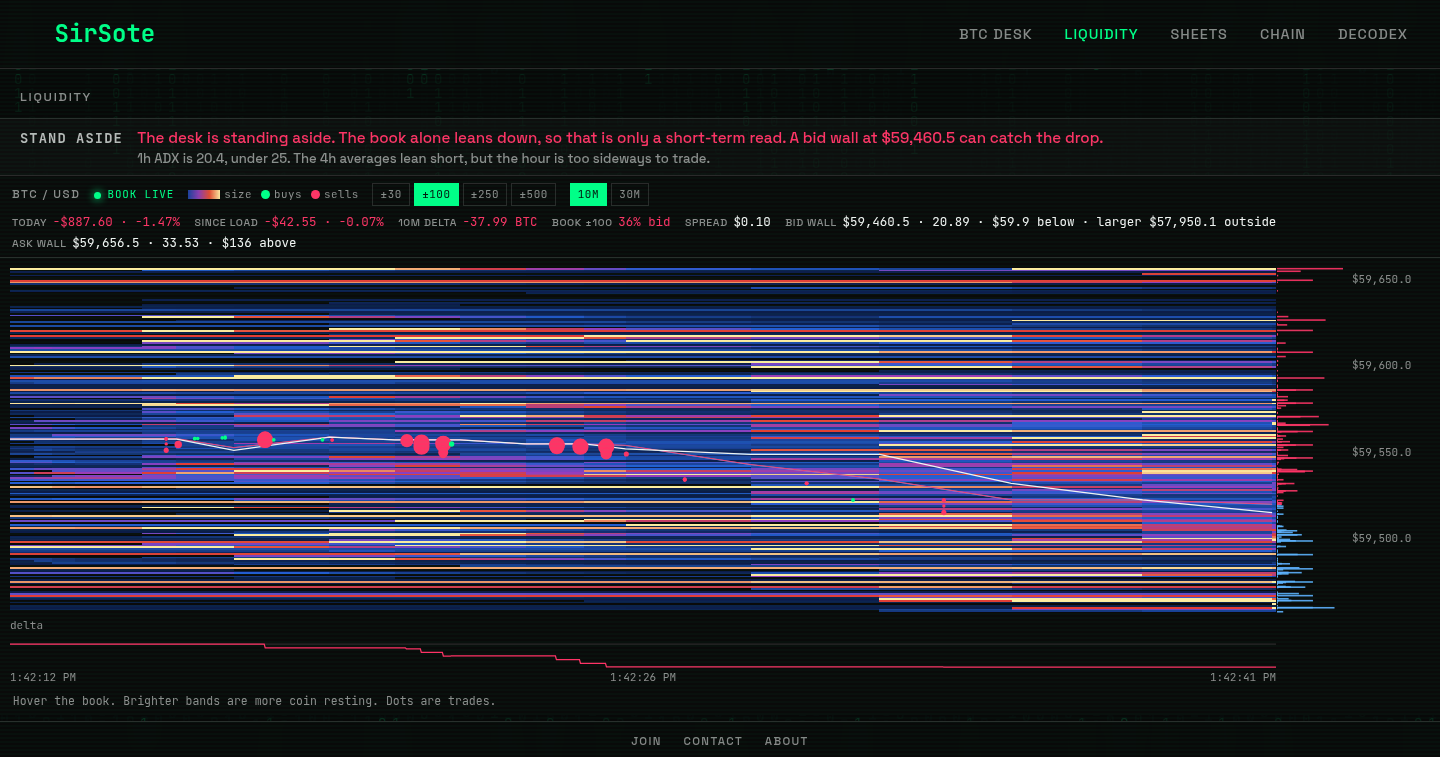 SirSote
BTC DESK LIQUIDITY SHEETS CHAIN DECODEX
LIQUIDITY
STAND ASIDE The desk is standing aside. The book alone leans down, so that is only a short-term read. A bid wall at $59,460.5 can catch the drop.
1h ADX is 20.4, under 25. The 4h averages lean short, but the hour is too sideways to trade.
BTC / USD BOOK LIVE size buys sells ±30 ±100 ±250 ±500 10M 30M
TODAY -$887.60 · -1.47% SINCE LOAD -$42.55 · -0.07% 10M DELTA -37.99 BTC BOOK ±100 36% bid SPREAD $0.10 BID WALL $59,460.5 · 20.89 · $59.9 below · larger $57,950.1 outside
ASK WALL $59,656.5 · 33.53 · $136 above
$59,650.0
$59,600.0
$59,550.0
$59,500.0
delta
1:42:12 PM 1:42:26 PM 1:42:41 PM
Hover the book. Brighter bands are more coin resting. Dots are trades.
JOIN CONTACT ABOUT